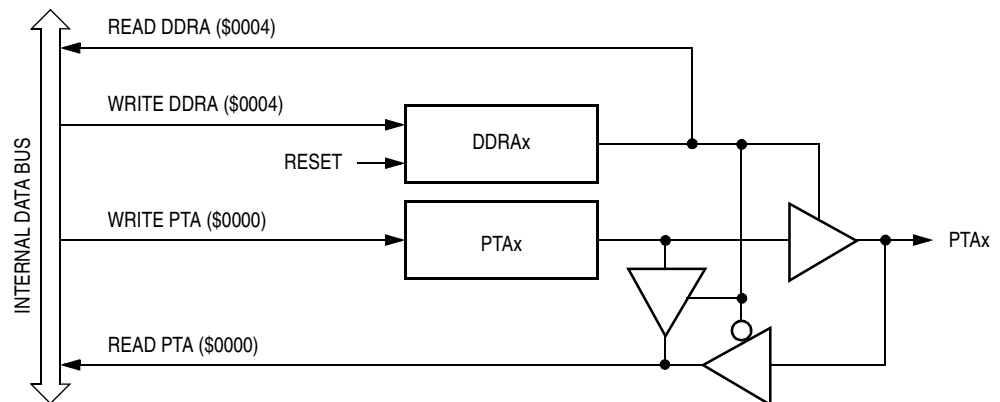 READ DDRA ($0004)
WRITE DDRA ($0004)
DDRAx
RESET
WRITE PTA ($0000)
PTAx
PTAx
READ PTA ($0000)
INTERNAL DATA BUS